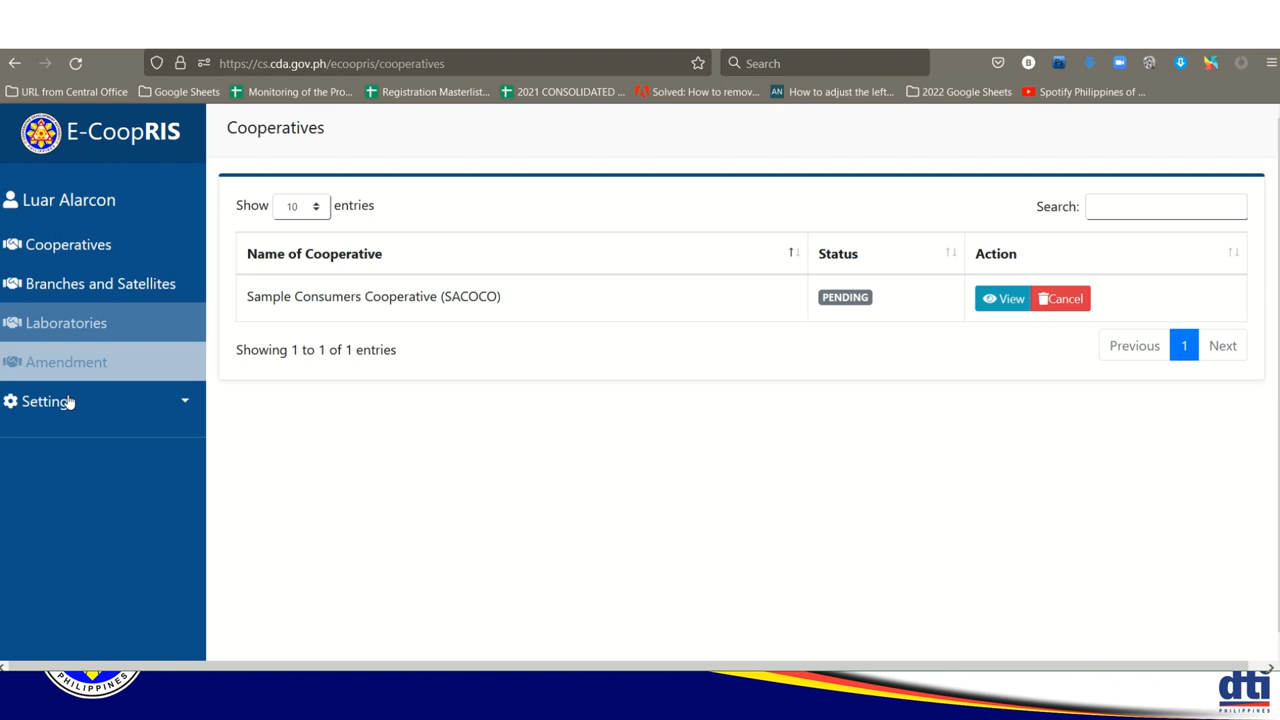 https://cs.cda.gov.ph/ecoopris/cooperatives
Search
URL from Central Office
Google Sheets
Monitoring of the Pro...
Registration Masterlist...
2021 CONSOLIDATED ...
Solved: How to remov...
AN How to adjust the left...
2022 Google Sheets
Spotify Philippines of ...
E-CoopRIS
Luar Alarcon
Cooperatives
Branches and Satellites
Laboratories
Amendment
Settings
Cooperatives
Show 10 entries
Search:
Name of Cooperative Status Action
Sample Consumers Cooperative (SACOCO) PENDING View Cancel
Showing 1 to 1 of 1 entries
Previous 1 Next
PHILIPPINES
dti
PHILIPPINES